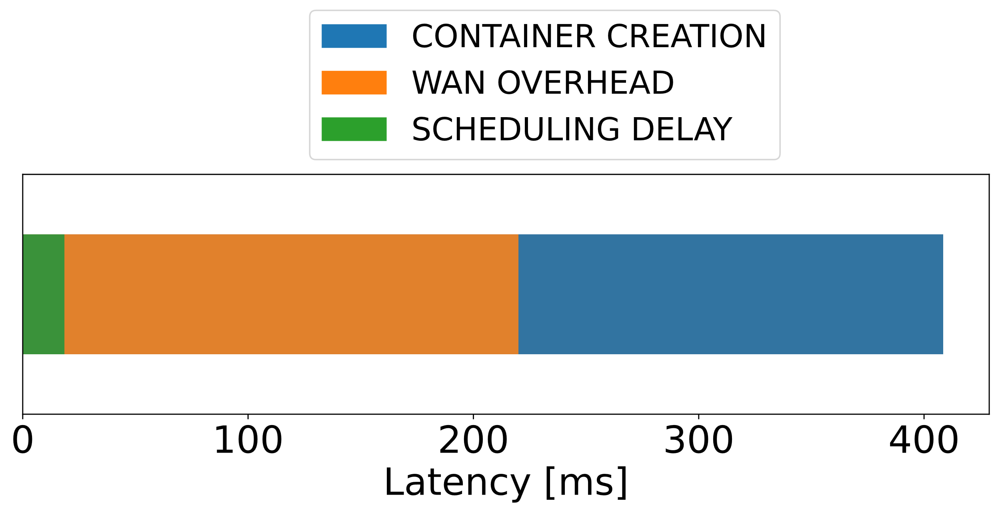 CONTAINER CREATION
WAN OVERHEAD
SCHEDULING DELAY
0 100 200 300 400
Latency [ms]